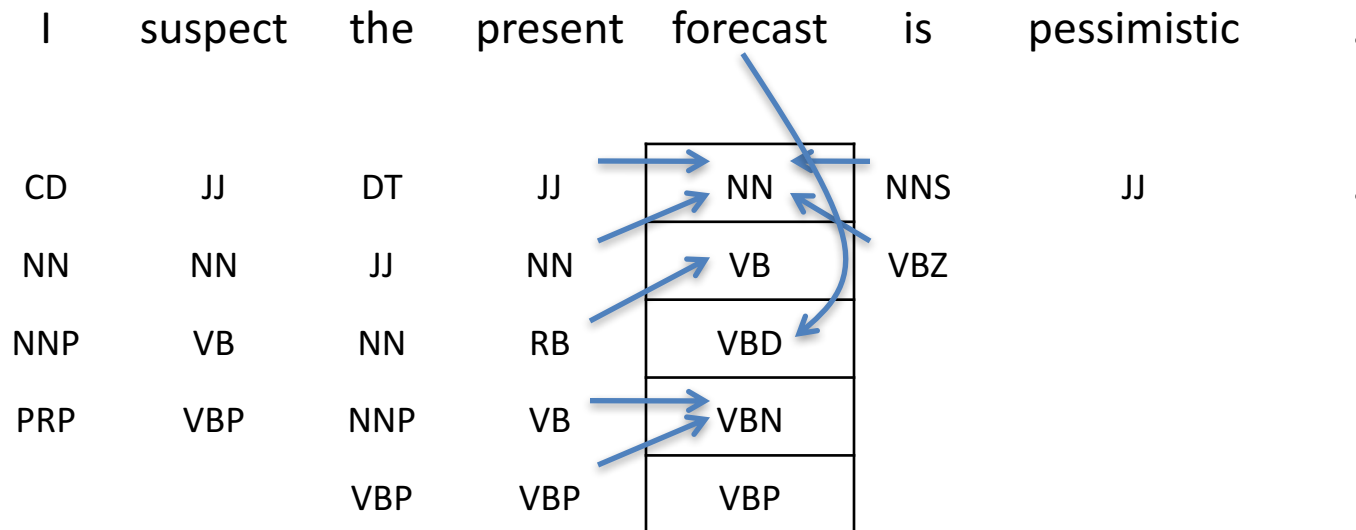 I suspect the present forecast is pessimistic .
CD JJ DT JJ NN NNS JJ .
NN NN JJ NN VB VBZ
NNP VB NN RB VBD
PRP VBP NNP VB VBN
VBP VBP VBP